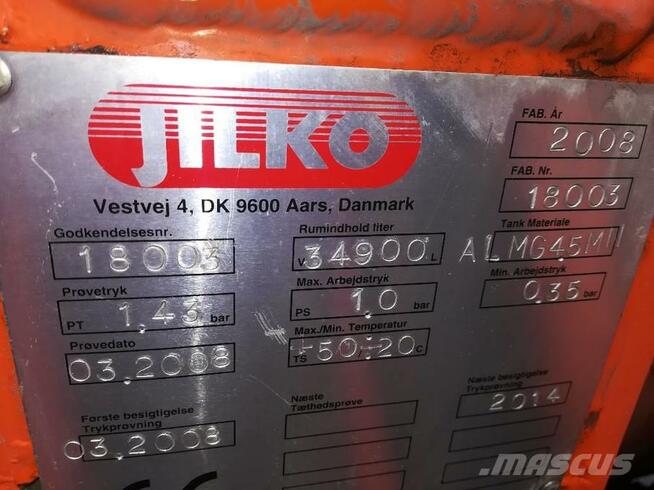 JILKO
Vestvej 4, DK 9600 Aars, Danmark
FAB. År
2008
FAB. Nr.
18003
Godkendelsesnr.
18003
Rumindhold liter
V 34900 L
Tank Materiale
ALMG4.5MN
Prøvetryk
PT 1,43 bar
Max. Arbejdstryk
PS 1,0 bar
Min. Arbejdstryk
0.35 bar
Prøvedato
03.2008
Max./Min. Temperatur
TS +50/÷20 C
Første besigtigelse
Trykprøvning
03.2008
Næste
Tæthedsprøve
Næste besigtigelse
Trykprøvning
2014
CE
MASCUS